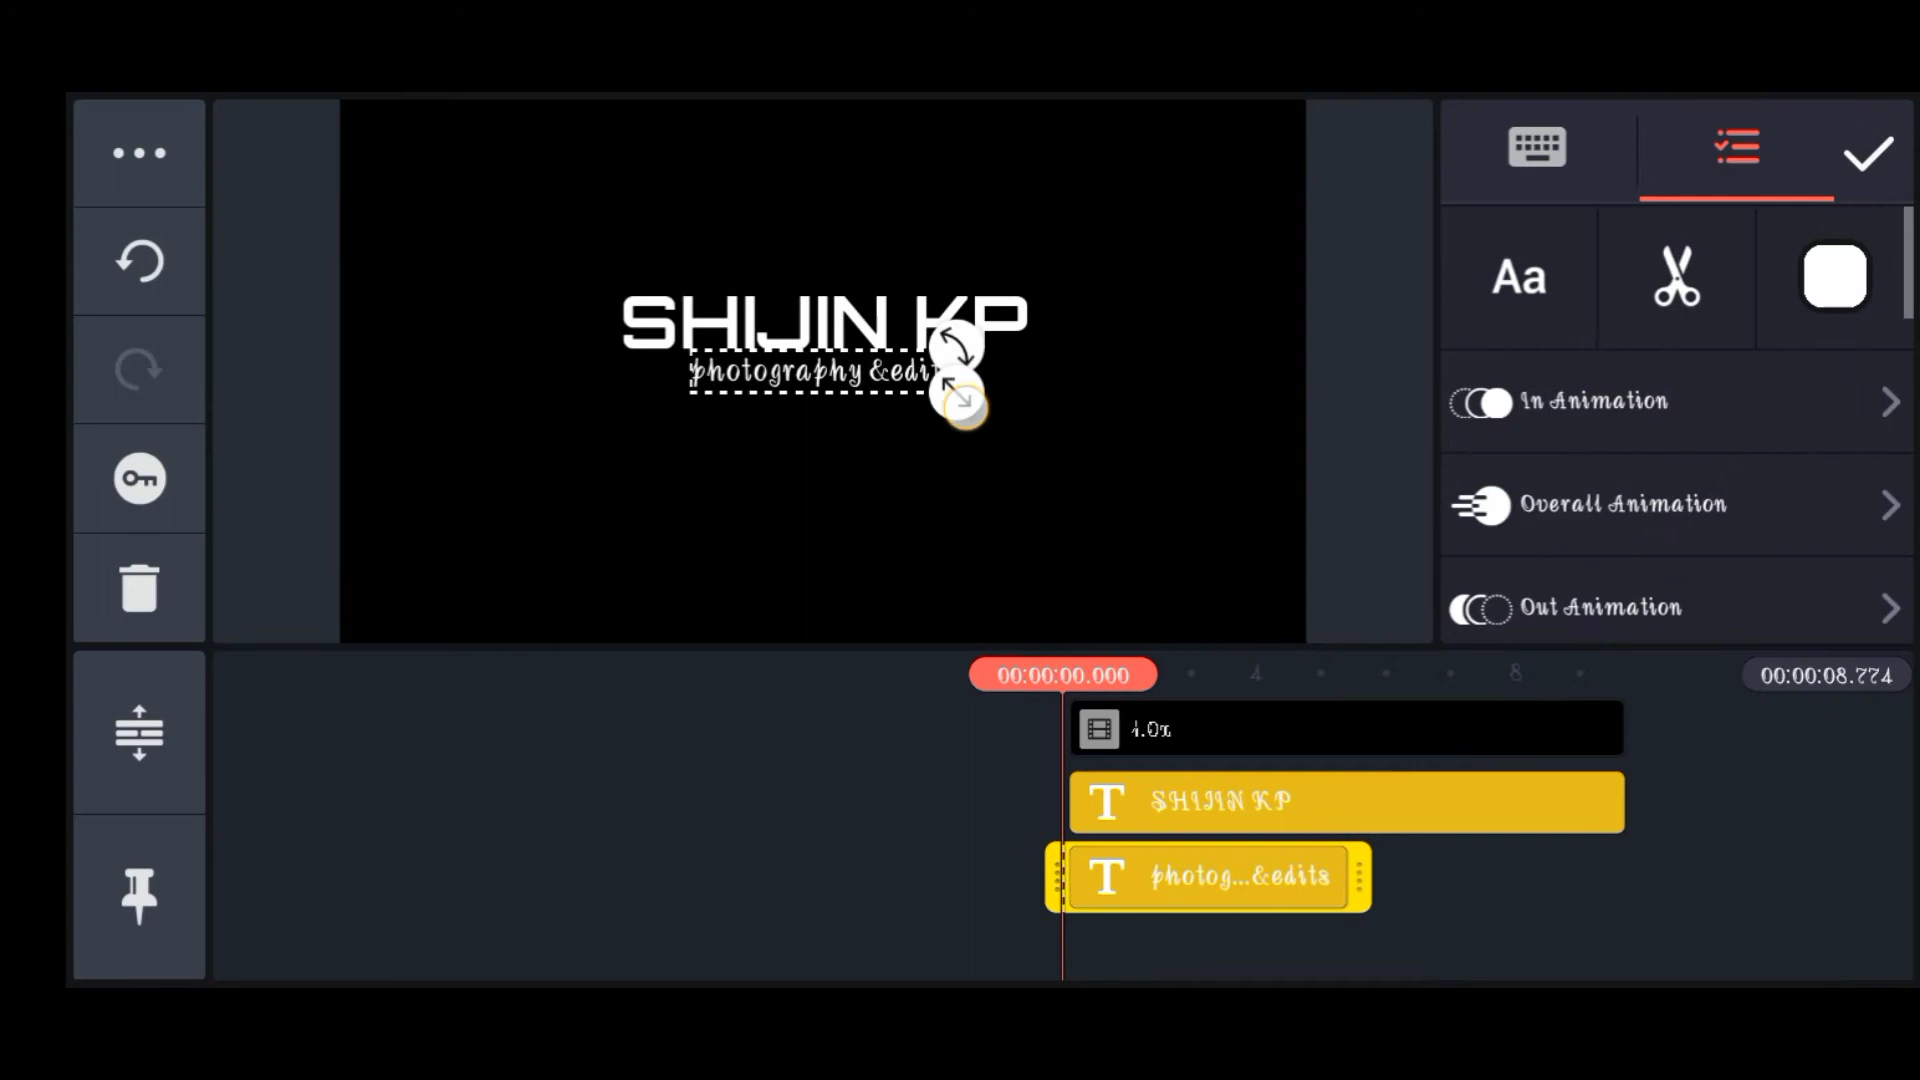 SHIJIN KP
photography &edit
Aa
In Animation
Overall Animation
Out Animation
00:00:00.000
4
8
00:00:08.774
1.0x
T SHIJIN KP
T photog...&edits